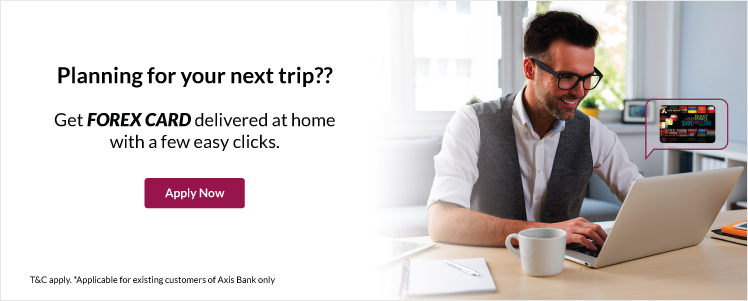 Planning for your next trip??
Get FOREX CARD delivered at home
with a few easy clicks.
Apply Now
T&C apply. *Applicable for existing customers of Axis Bank only